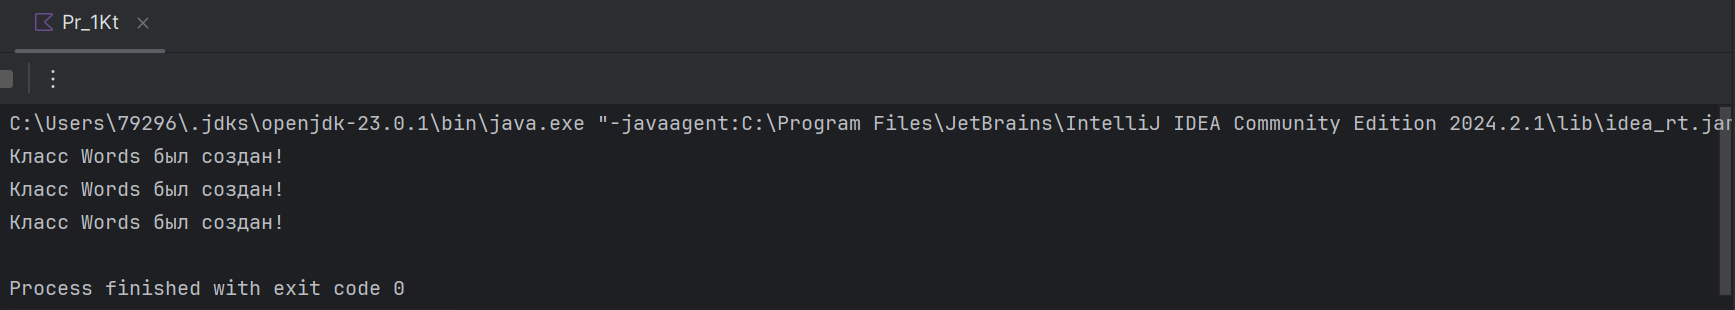 Pr_1Kt
C:\Users\79296\.jdks\openjdk-23.0.1\bin\java.exe "-javaagent:C:\Program Files\JetBrains\IntelliJ IDEA Community Edition 2024.2.1\lib\idea_rt.jar
Класс Words был создан!
Класс Words был создан!
Класс Words был создан!
Process finished with exit code 0